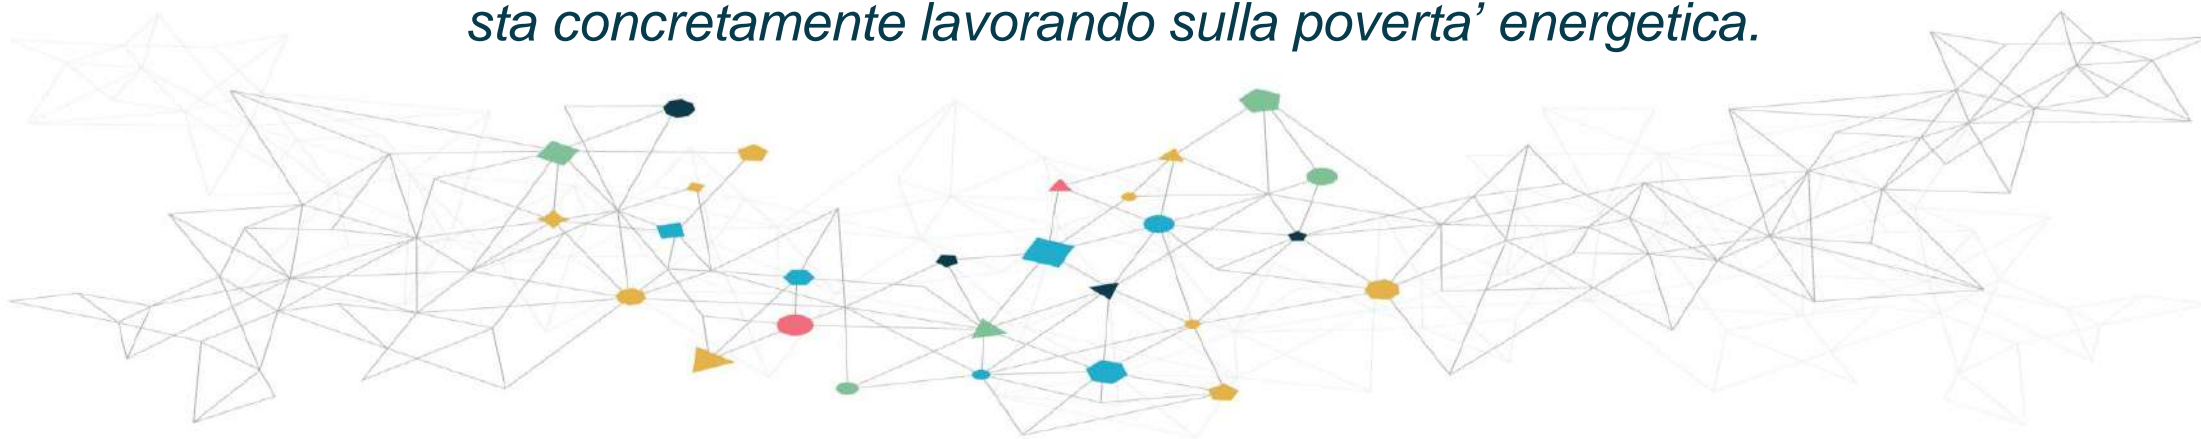 sta concretamente lavorando sulla poverta’ energetica.